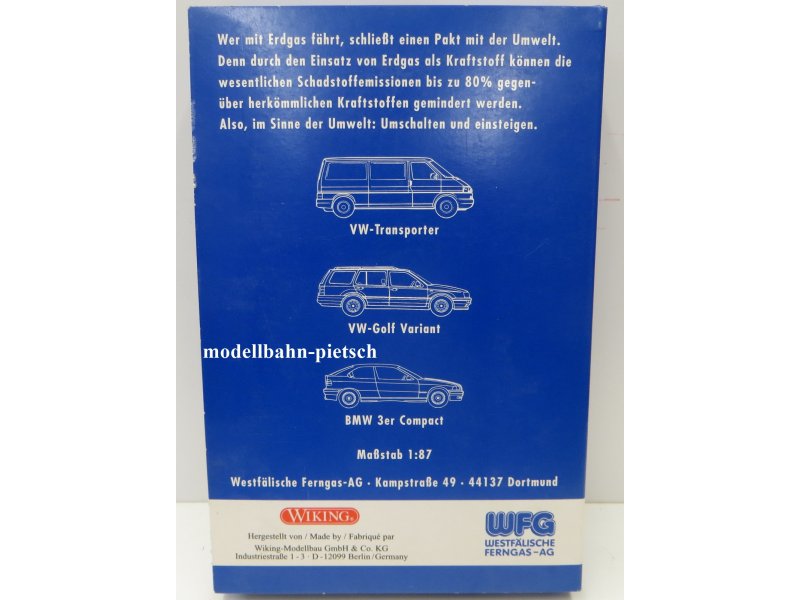 Wer mit Erdgas fährt, schließt einen Pakt mit der Umwelt.
Denn durch den Einsatz von Erdgas als Kraftstoff können die
wesentlichen Schadstoffemissionen bis zu 80% gegen-
über herkömmlichen Kraftstoffen gemindert werden.
Also, im Sinne der Umwelt: Umschalten und einsteigen.
VW-Transporter
VW-Golf Variant
modellbahn-pietsch
BMW 3er Compact
Maßstab 1:87
Westfälische Ferngas-AG · Kampstraße 49 · 44137 Dortmund
WIKING®
Hergestellt von / Made by / Fabriqué par
Wiking-Modellbau GmbH & Co. KG
Industriestraße 1 - 3 · D - 12099 Berlin / Germany
WFG
WESTFÄLISCHE
FERNGAS-AG